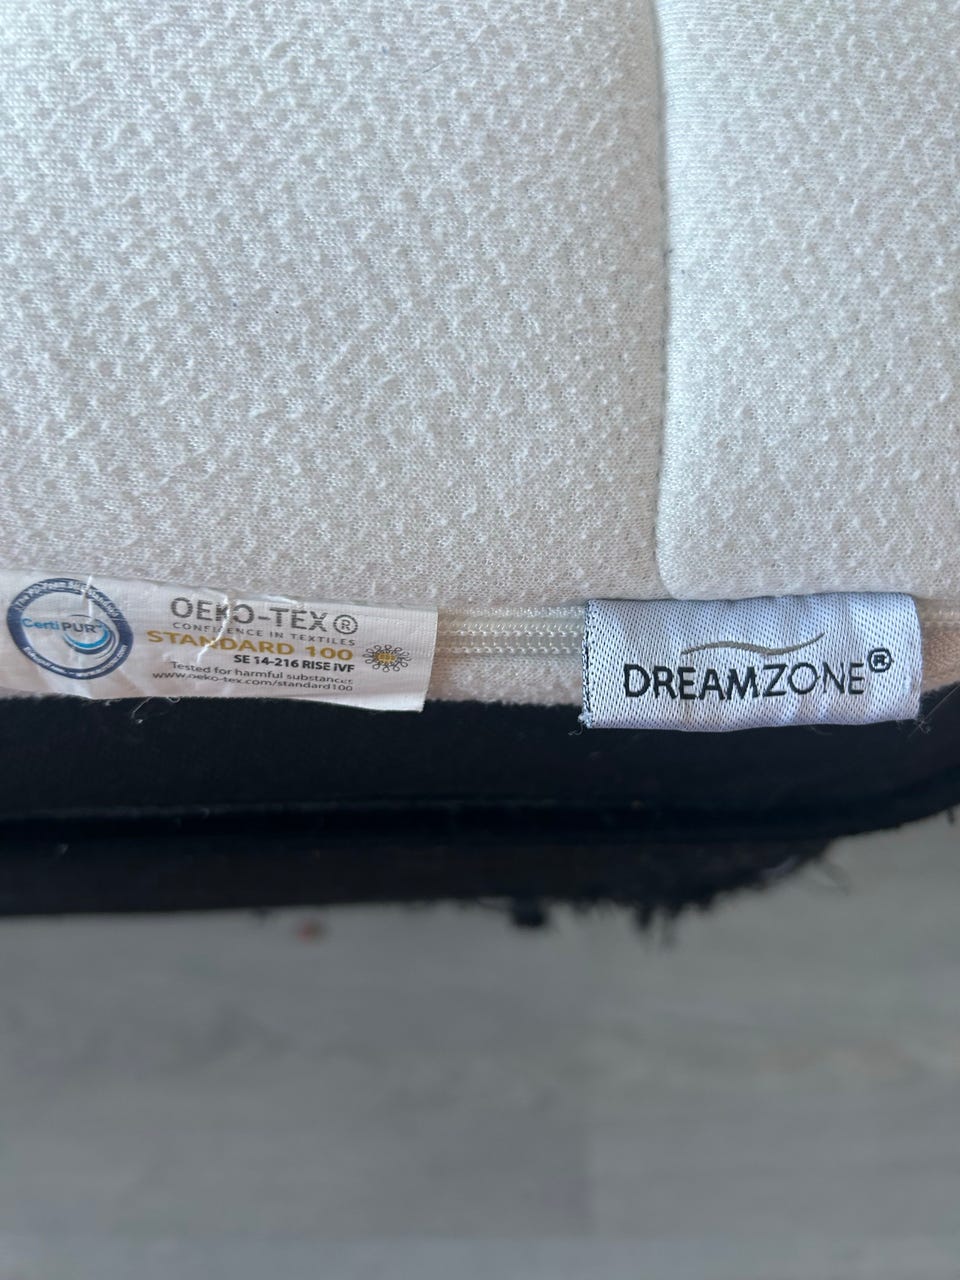 CertiPUR™
OEKO-TEX®
CONFIDENCE IN TEXTILES
STANDARD 100
SE 14-216 RISE IVF
Tested for harmful substances
www.oeko-tex.com/standard100
DREAMZONE®